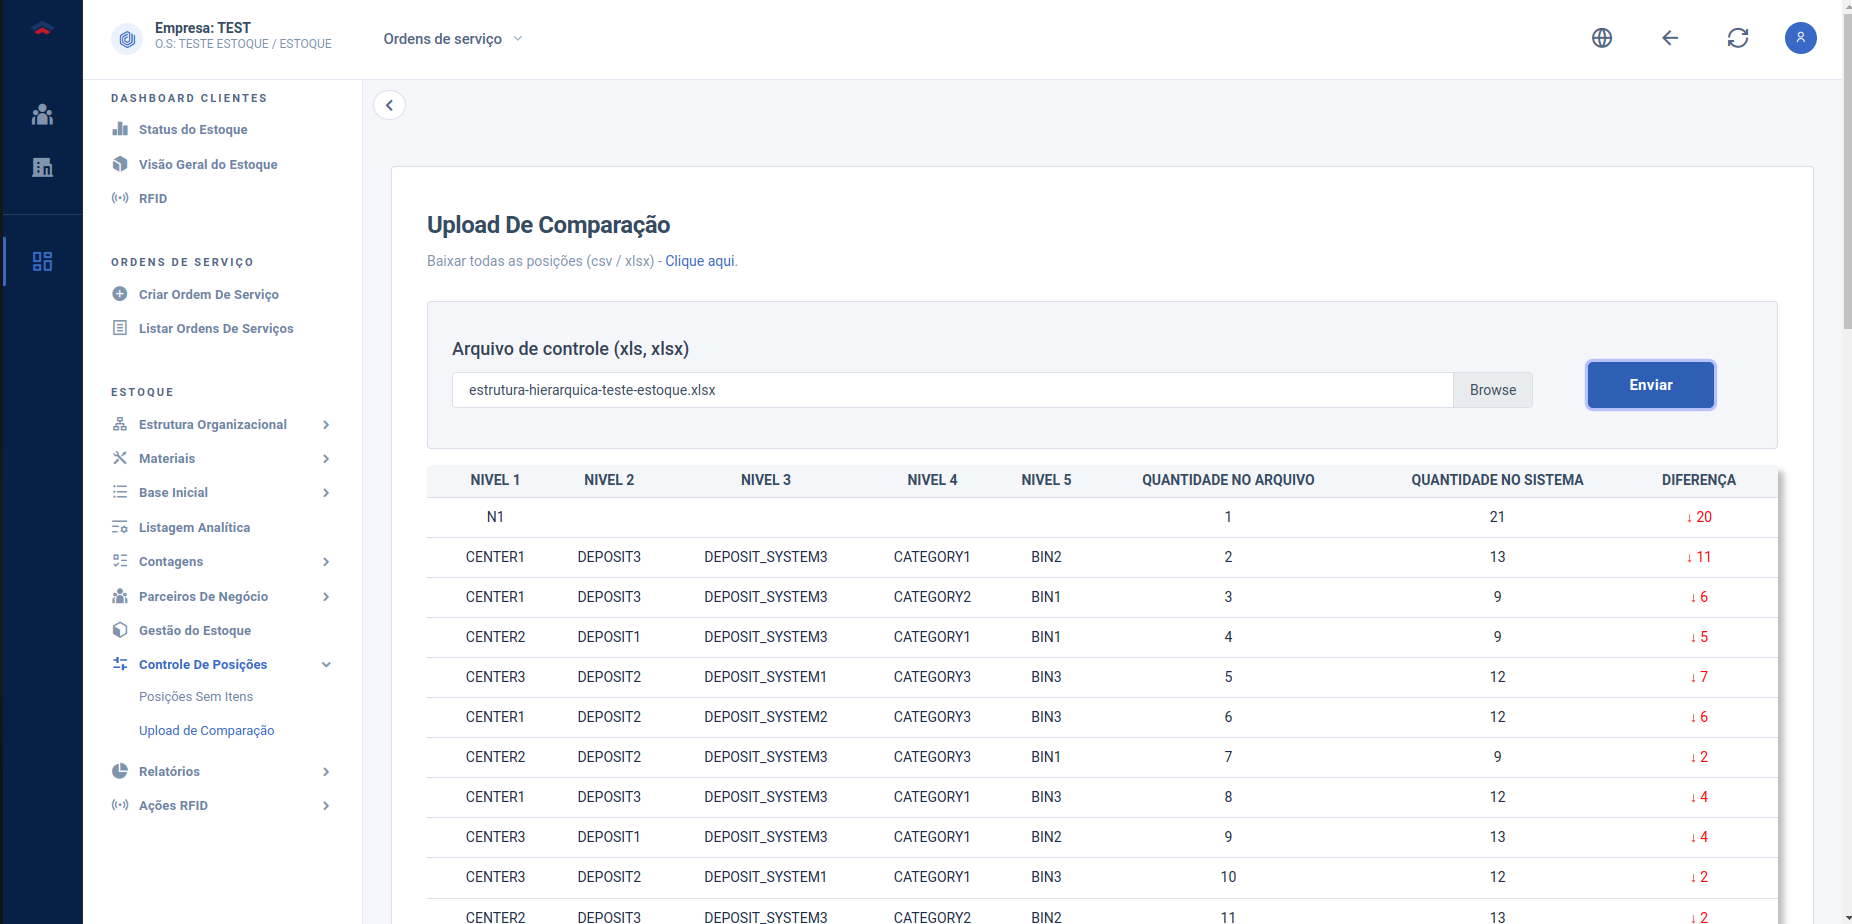 Empresa: TEST
O.S: TESTE ESTOQUE / ESTOQUE
Ordens de serviço
DASHBOARD CLIENTES
Status do Estoque
Visão Geral do Estoque
RFID
ORDENS DE SERVIÇO
Criar Ordem De Serviço
Listar Ordens De Serviços
ESTOQUE
Estrutura Organizacional
Materiais
Base Inicial
Listagem Analítica
Contagens
Parceiros De Negócio
Gestão do Estoque
Controle De Posições
Posições Sem Itens
Upload de Comparação
Relatórios
Ações RFID
Upload De Comparação
Baixar todas as posições (csv / xlsx) - Clique aqui.
Arquivo de controle (xls, xlsx)
estrutura-hierarquica-teste-estoque.xlsx Browse
Enviar
NIVEL 1 NIVEL 2 NIVEL 3 NIVEL 4 NIVEL 5 QUANTIDADE NO ARQUIVO QUANTIDADE NO SISTEMA DIFERENÇA
N1 1 21 ↓ 20
CENTER1 DEPOSIT3 DEPOSIT_SYSTEM3 CATEGORY1 BIN2 2 13 ↓ 11
CENTER1 DEPOSIT3 DEPOSIT_SYSTEM3 CATEGORY2 BIN1 3 9 ↓ 6
CENTER2 DEPOSIT1 DEPOSIT_SYSTEM3 CATEGORY1 BIN1 4 9 ↓ 5
CENTER3 DEPOSIT2 DEPOSIT_SYSTEM1 CATEGORY3 BIN3 5 12 ↓ 7
CENTER1 DEPOSIT2 DEPOSIT_SYSTEM2 CATEGORY3 BIN3 6 12 ↓ 6
CENTER2 DEPOSIT2 DEPOSIT_SYSTEM3 CATEGORY3 BIN1 7 9 ↓ 2
CENTER1 DEPOSIT3 DEPOSIT_SYSTEM3 CATEGORY1 BIN3 8 12 ↓ 4
CENTER3 DEPOSIT1 DEPOSIT_SYSTEM3 CATEGORY1 BIN2 9 13 ↓ 4
CENTER3 DEPOSIT2 DEPOSIT_SYSTEM1 CATEGORY1 BIN3 10 12 ↓ 2
CENTER2 DEPOSIT3 DEPOSIT_SYSTEM3 CATEGORY2 BIN2 11 13 ↓ 2